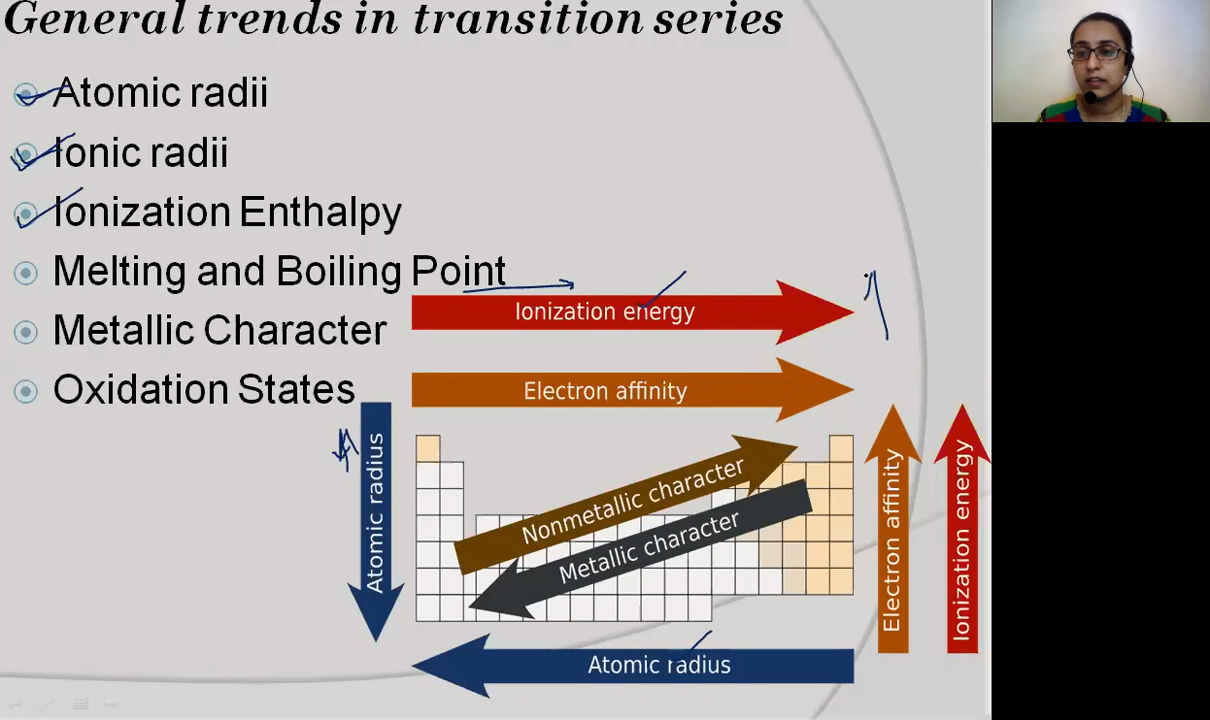 General trends in transition series
Atomic radii
Ionic radii
Ionization Enthalpy
Melting and Boiling Point
Metallic Character
Oxidation States
Ionization energy
Electron affinity
Atomic radius
Nonmetallic character
Metallic character
Electron affinity
Ionization energy
Atomic radius